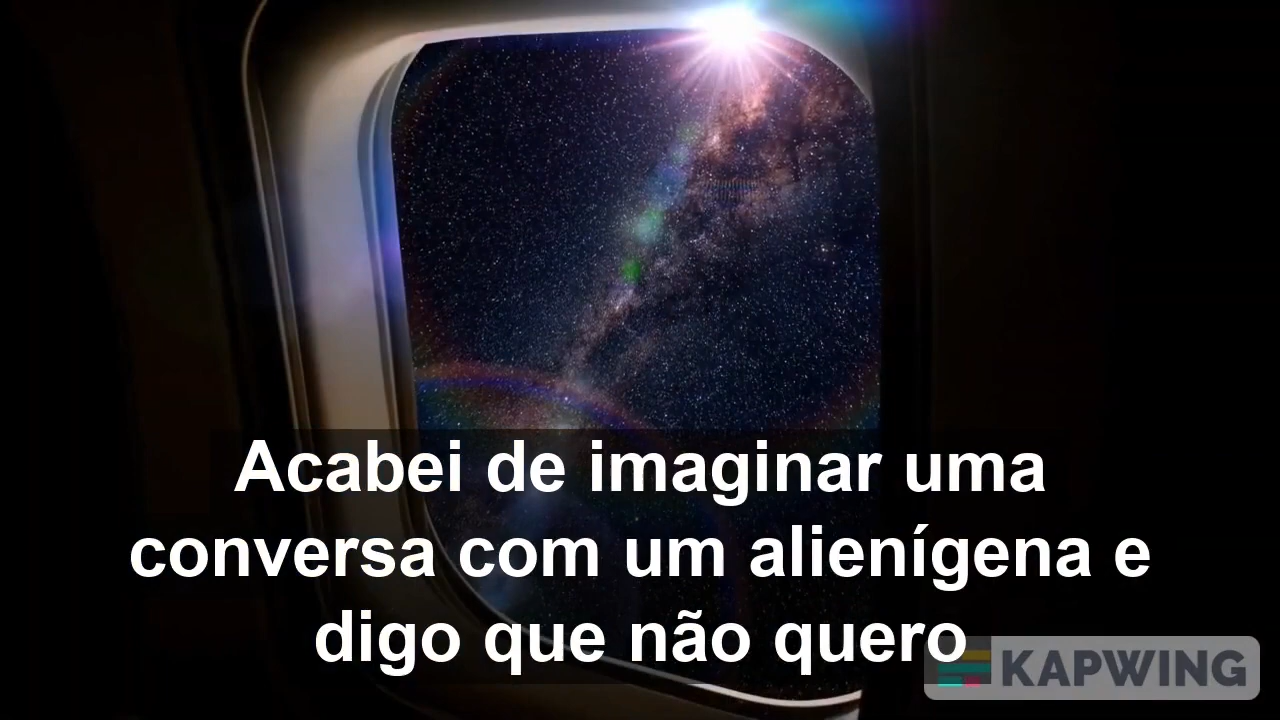 Acabei de imaginar uma
conversa com um alienígena e
digo que não quero
KAPWING